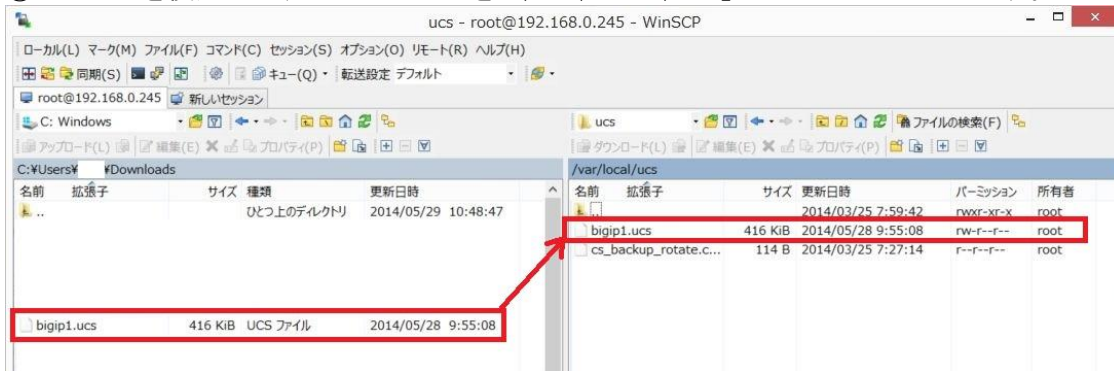 ucs - root@192.168.0.245 - WinSCP
ローカル(L) マーク(M) ファイル(F) コマンド(C) セッション(S) オプション(O) リモート(R) ヘルプ(H)
同期(S) キュー(Q) 転送設定 デフォルト
root@192.168.0.245 新しいセッション
C: Windows
アップロード(L) 編集(E) プロパティ(P)
C:¥Users¥ ¥Downloads
名前 拡張子 サイズ 種類 更新日時
.. ひとつ上のディレクトリ 2014/05/29 10:48:47
bigip1.ucs 416 KiB UCS ファイル 2014/05/28 9:55:08
ucs ファイルの検索(F)
ダウンロード(L) 編集(E) プロパティ(P)
/var/local/ucs
名前 拡張子 サイズ 更新日時 パーミッション 所有者
.. 2014/03/25 7:59:42 rwxr-xr-x root
bigip1.ucs 416 KiB 2014/05/28 9:55:08 rw-r--r-- root
cs_backup_rotate.c... 114 B 2014/03/25 7:27:14 r--r--r-- root